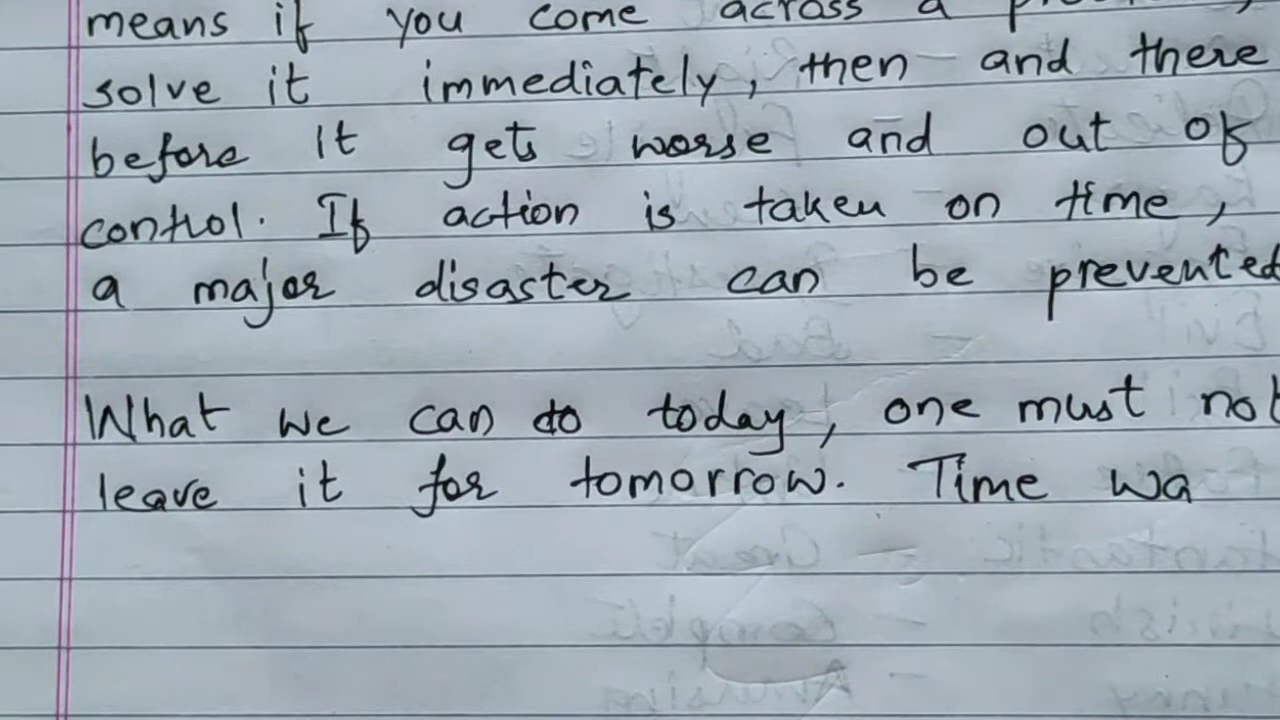 means if you come across a
solve it immediately, then and there
before it gets worse and out of
control. If action is taken on time,
a major disaster can be prevented
What we can do today, one must not
leave it for tomorrow. Time wa